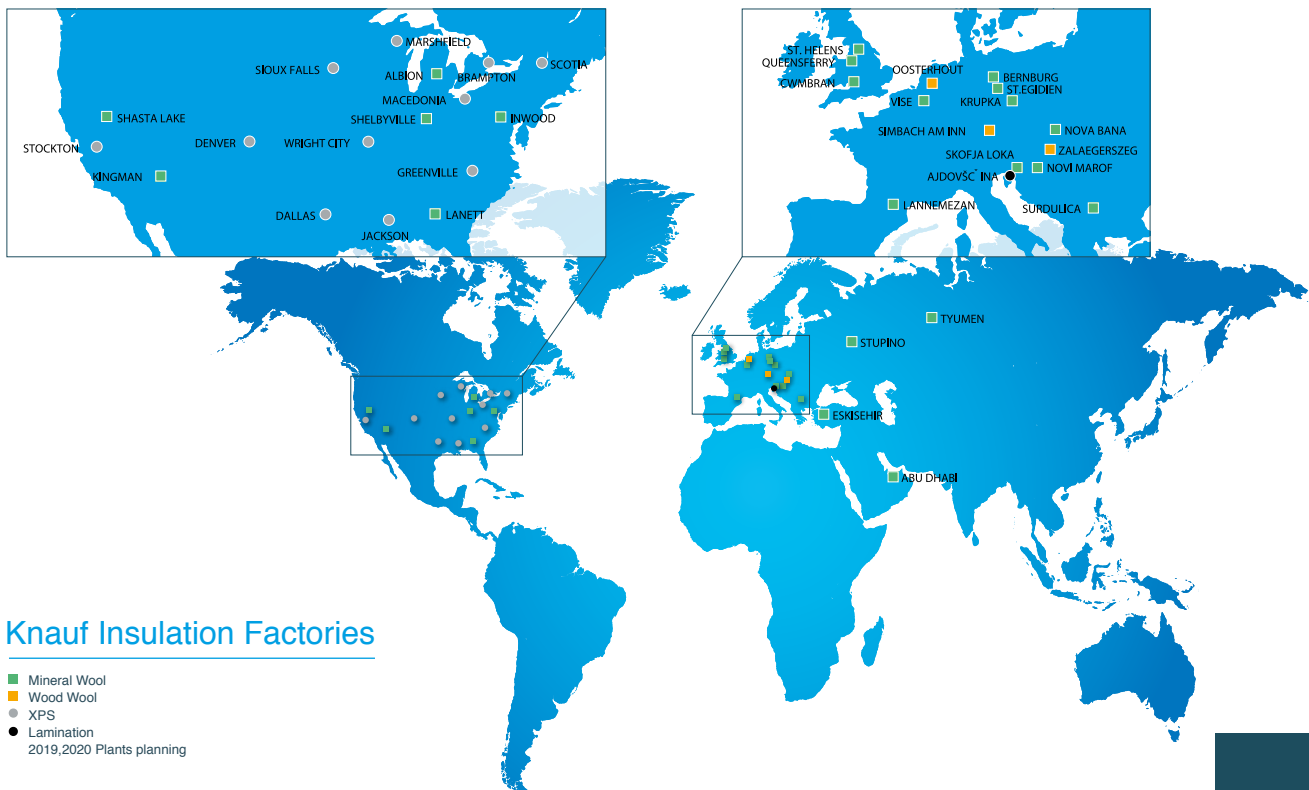 MARSHFIELD
SIOUX FALLS
ALBION
BRAMPTON
SCOTIA
MACEDONIA
SHASTA LAKE
SHELBYVILLE
INWOOD
STOCKTON
DENVER
WRIGHT CITY
KINGMAN
GREENVILLE
DALLAS
LANETT
JACKSON
ST. HELENS
QUEENSFERRY
OOSTERHOUT
CWMBRAN
BERNBURG
ST.EGIDIEN
VISE
KRUPKA
SIMBACH AM INN
NOVA BANA
ZALAEGERSZEG
SKOFJA LOKA
NOVI MAROF
AJDOVŠCˇINA
LANNEMEZAN
SURDULICA
TYUMEN
STUPINO
ESKISEHIR
ABU DHABI
Knauf Insulation Factories
Mineral Wool
Wood Wool
XPS
Lamination
2019,2020 Plants planning